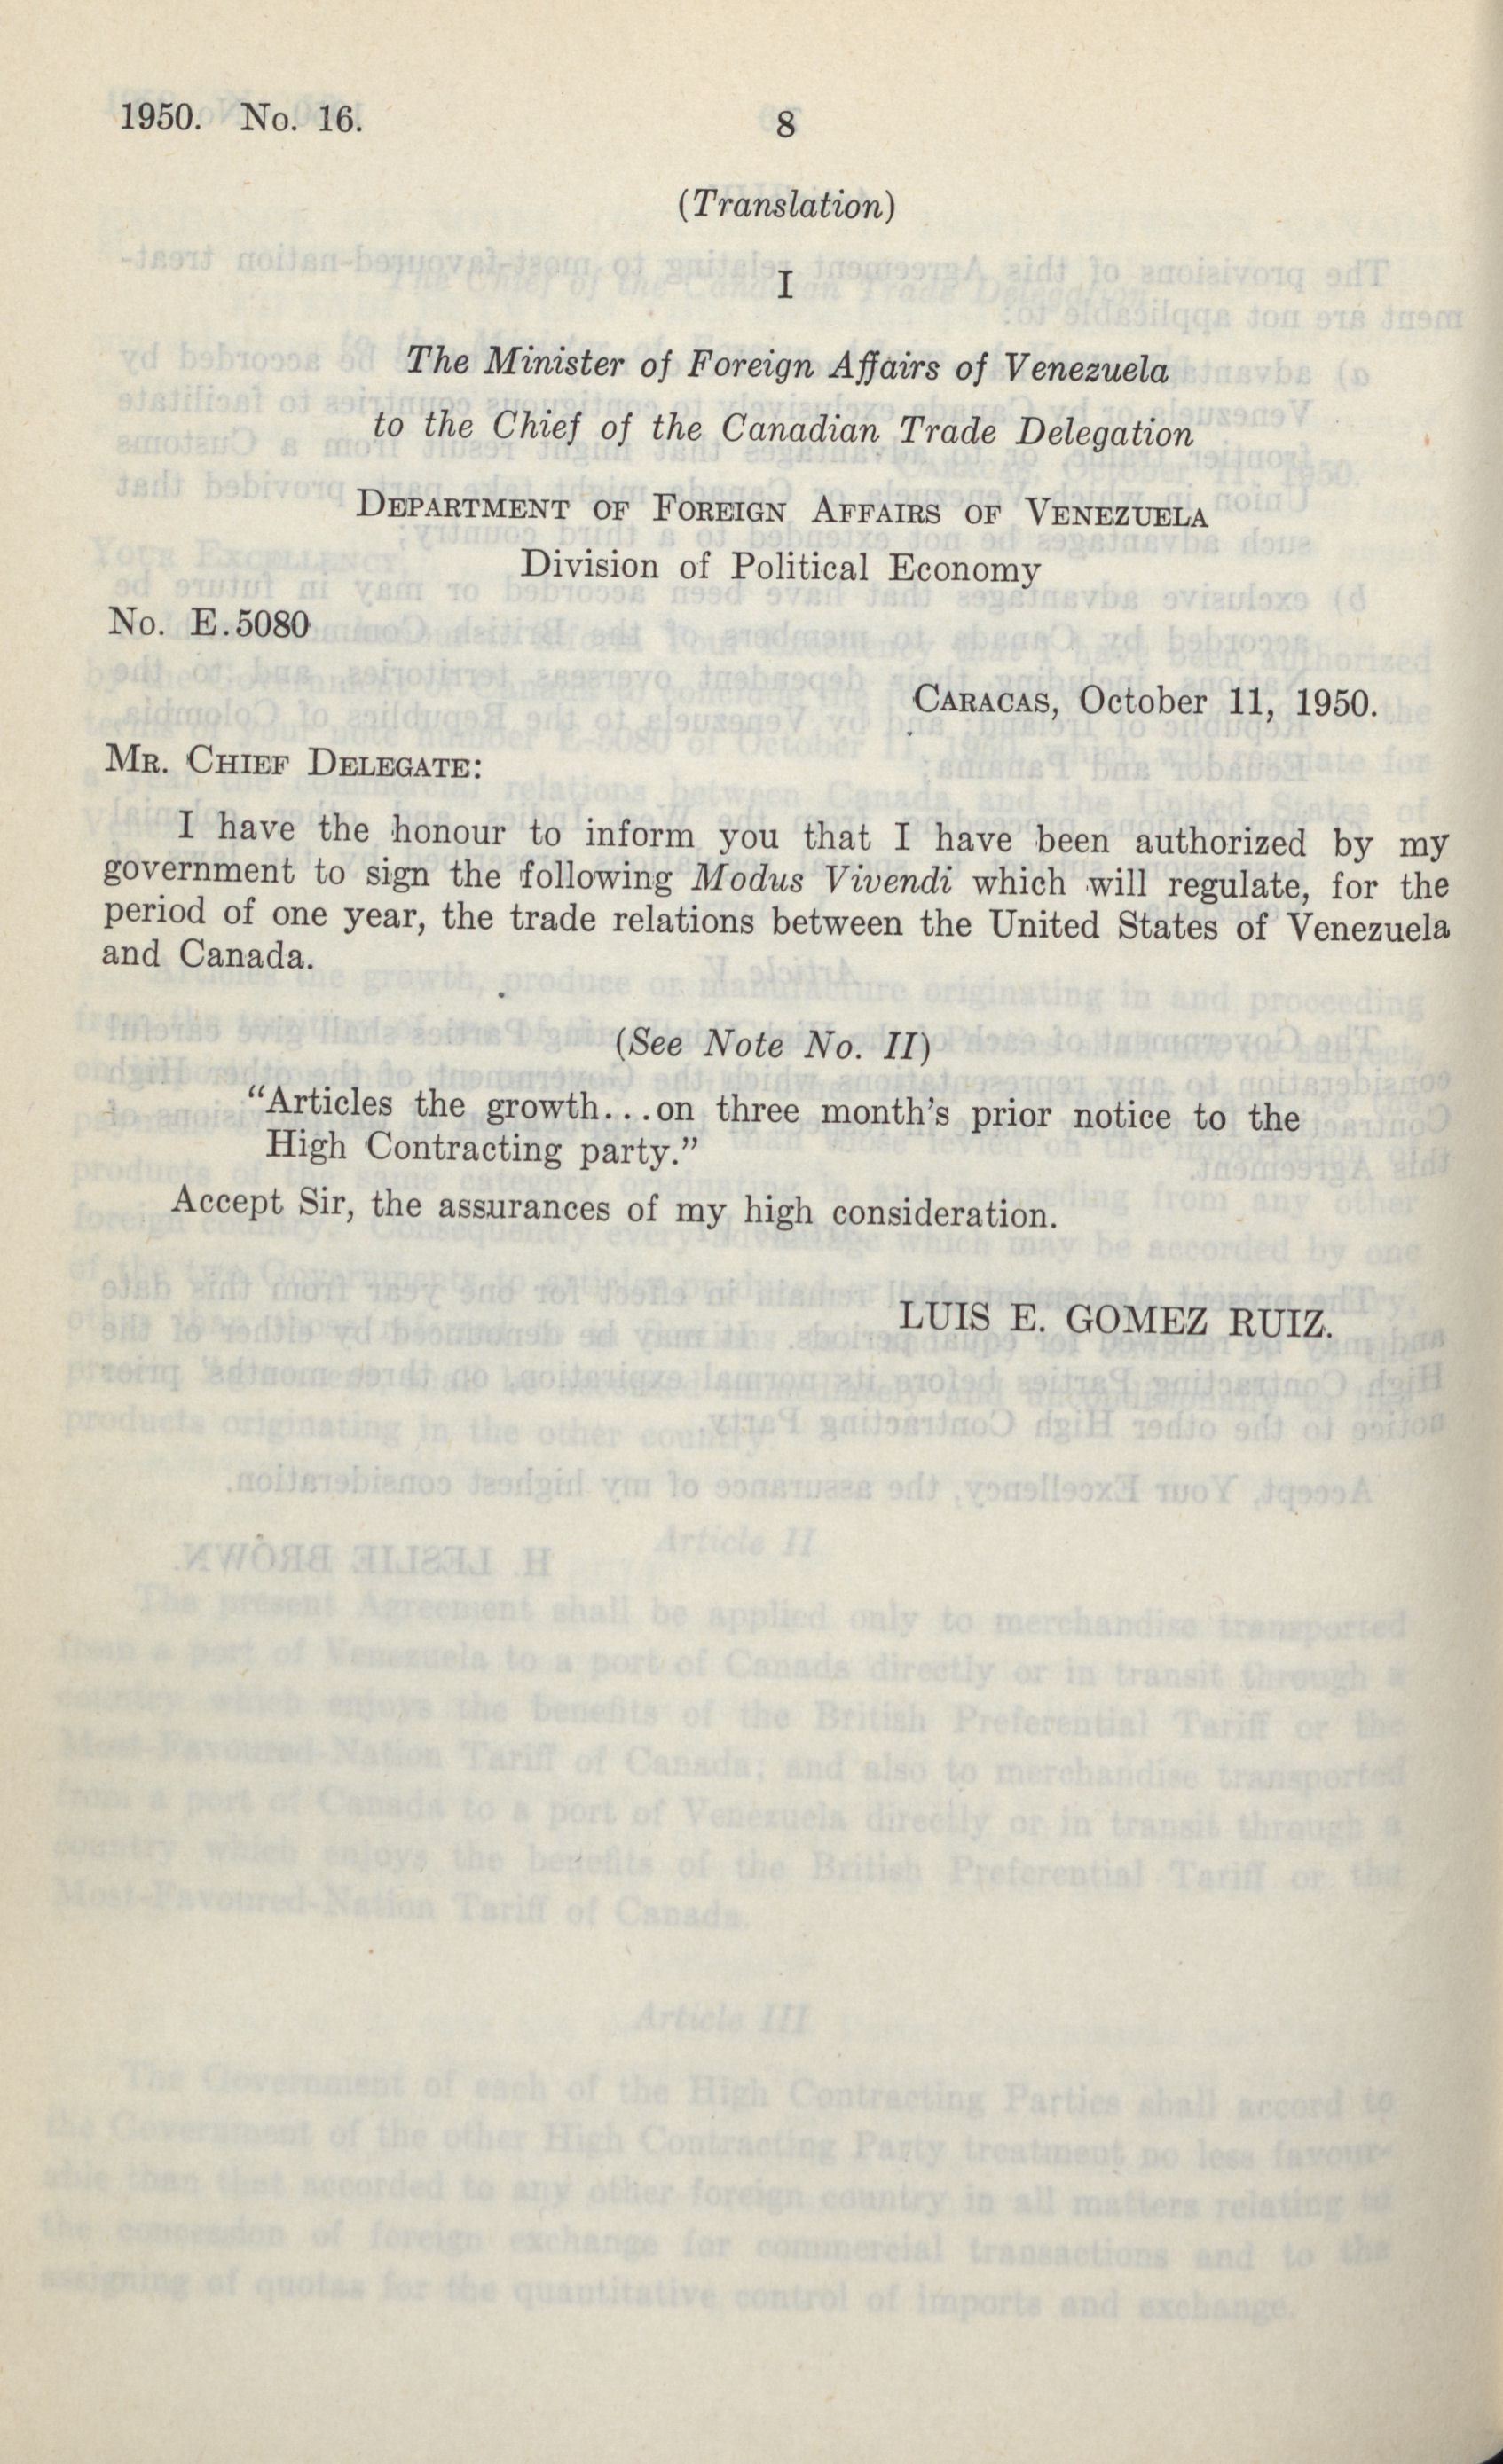 1950. No. 16.
8
(Translation)
I
The Minister of Foreign Affairs of Venezuela
to the Chief of the Canadian Trade Delegation
DEPARTMENT OF FOREIGN AFFAIRS OF VENEZUELA
Division of Political Economy
No. E.5080
CARACAS, October 11, 1950.
MR. CHIEF DELEGATE:
I have the honour to inform you that I have been authorized by my
government to sign the following Modus Vivendi which will regulate, for the
period of one year, the trade relations between the United States of Venezuela
and Canada.
(See Note No. II)
"Articles the growth...on three month's prior notice to the
High Contracting party."
Accept Sir, the assurances of my high consideration.
LUIS E. GOMEZ RUIZ.